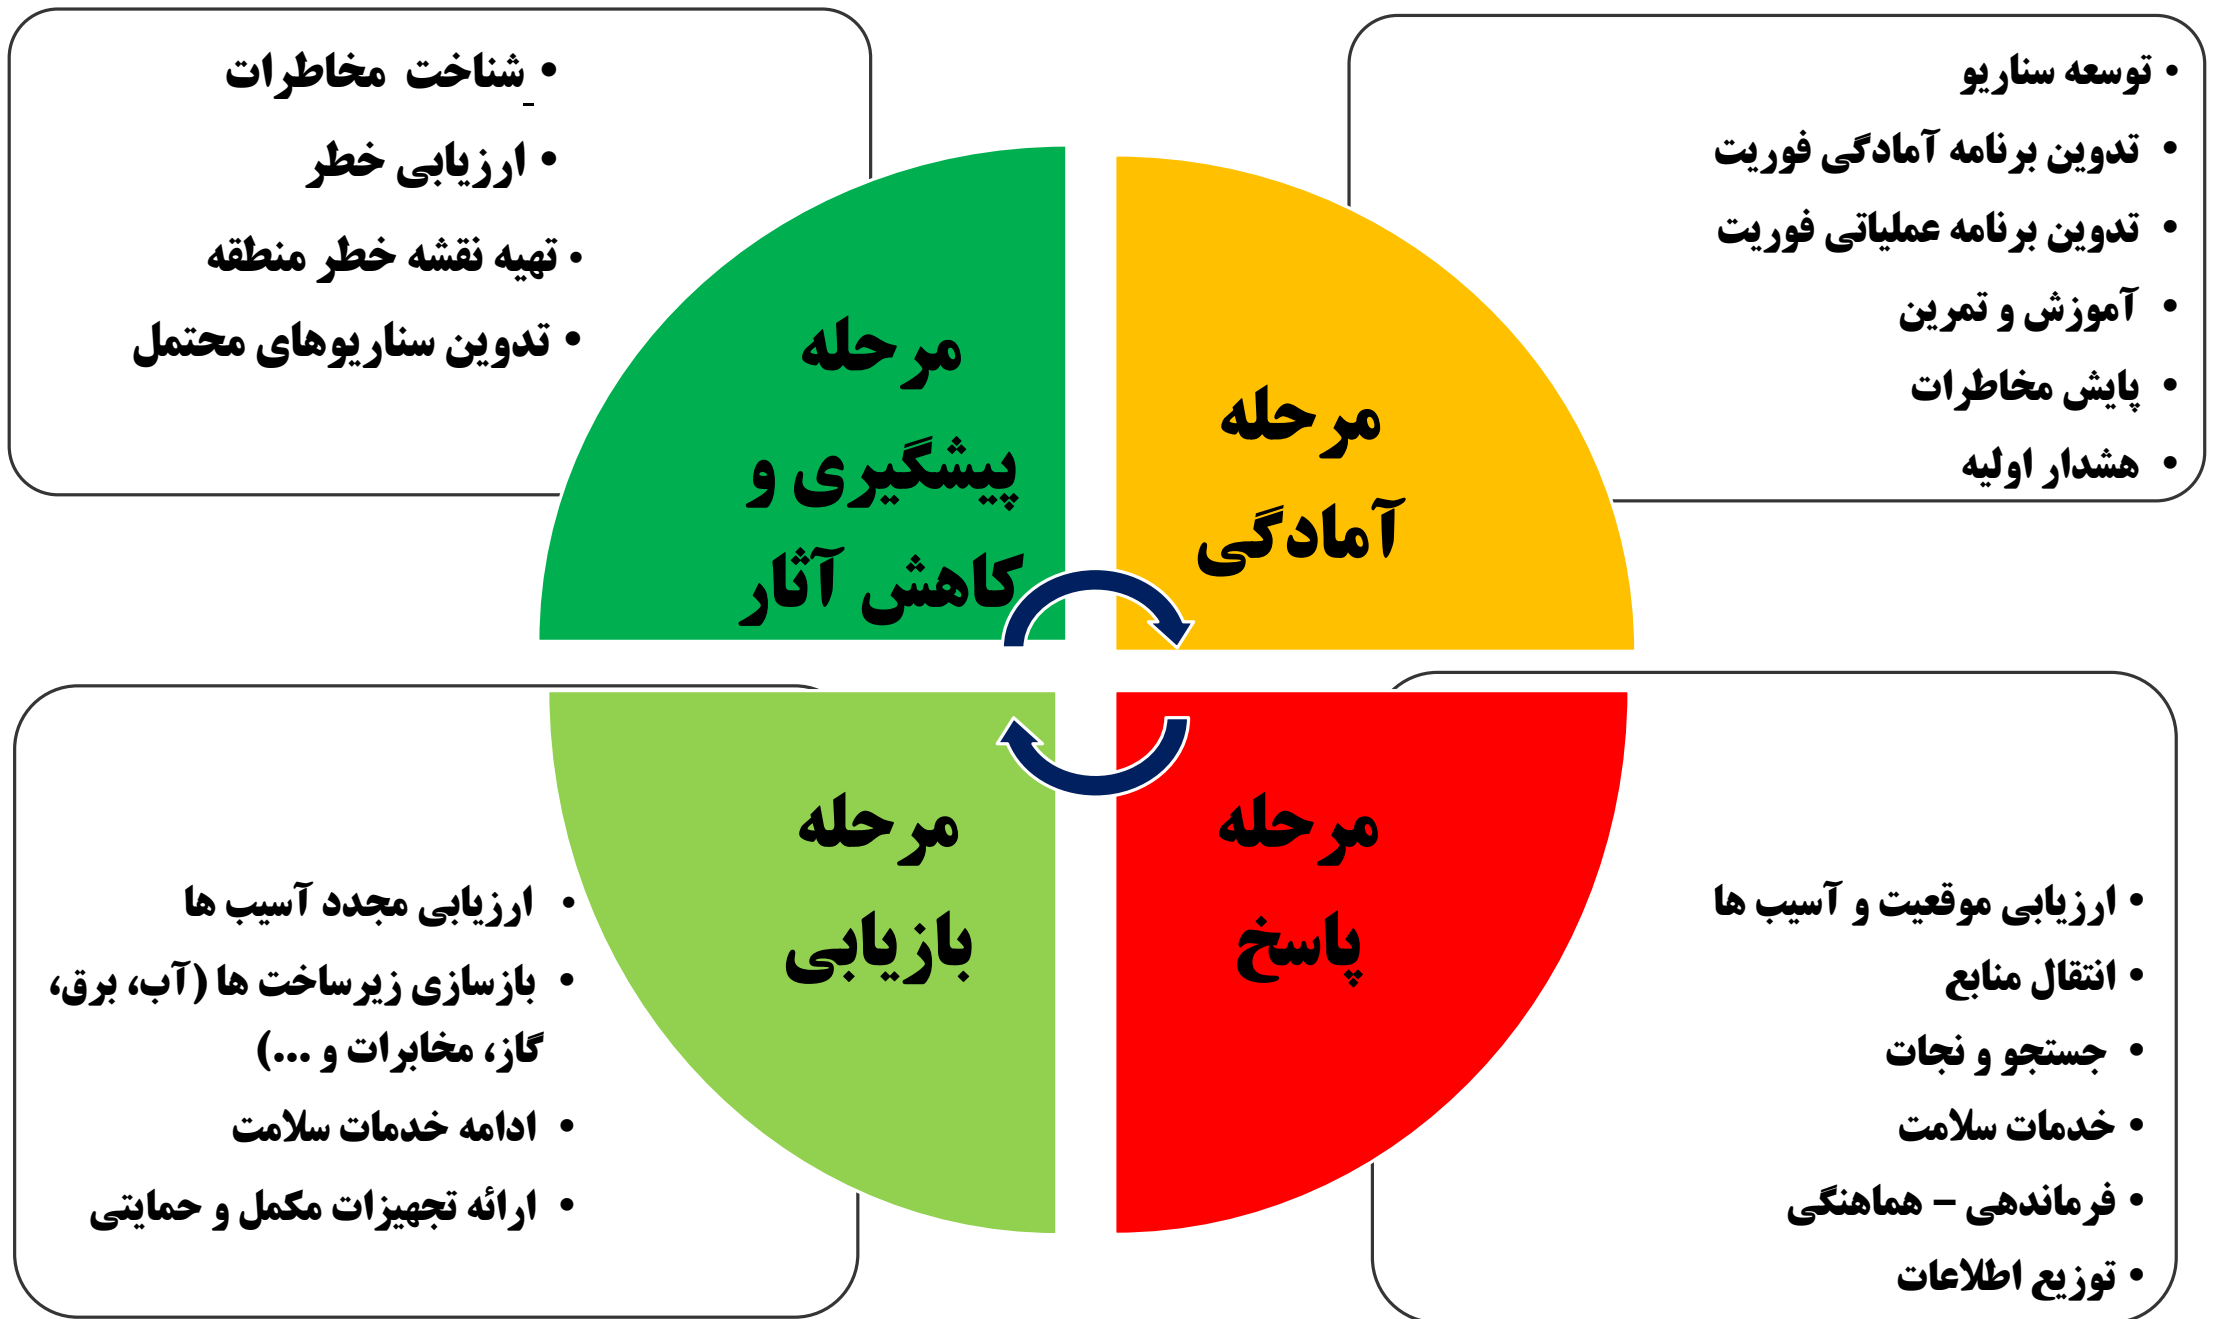 توسعه سناریو •
تدوین برنامه آمادگی فوریت •
تدوین برنامه عملیاتی فوریت •
آموزش و تمرین •
پایش مخاطرات •
هشدار اولیه •
شناخت مخاطرات •
ارزیابی خطر •
تهیه نقشه خطر منطقه •
تدوین سناریوهای محتمل •
مرحله
آمادگی
مرحله
پیشگیری و
کاهش آثار
مرحله
پاسخ
مرحله
بازیابی
ارزیابی موقعیت و آسیب ها •
انتقال منابع •
جستجو و نجات •
خدمات سلامت •
فرماندهی – هماهنگی •
توزیع اطلاعات •
ارزیابی مجدد آسیب ها •
بازسازی زیرساخت ها (آب، برق، •
گاز، مخابرات و ...)
ادامه خدمات سلامت •
ارائه تجهیزات مکمل و حمایتی •